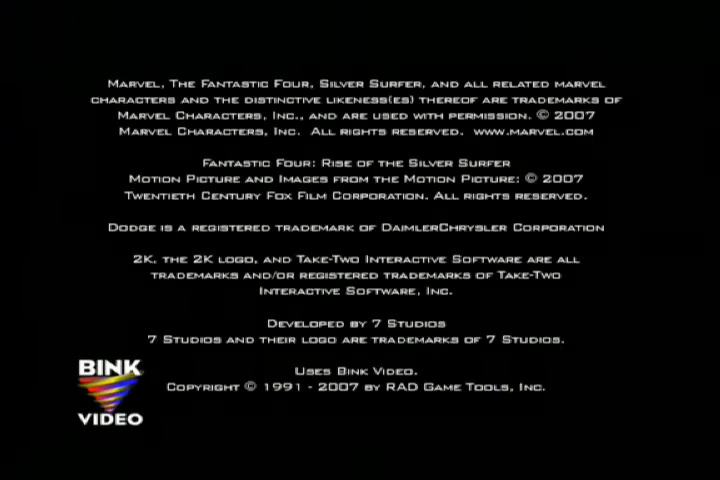 Marvel, The Fantastic Four, Silver Surfer, and all related marvel
characters and the distinctive likeness(es) thereof are trademarks of
Marvel Characters, Inc., and are used with permission. © 2007
Marvel Characters, Inc. All rights reserved. www.marvel.com
Fantastic Four: Rise of the Silver Surfer
Motion Picture and Images from the Motion Picture: © 2007
Twentieth Century Fox Film Corporation. All rights reserved.
Dodge is a registered trademark of DaimlerChrysler Corporation
2K, the 2K logo, and Take-Two Interactive Software are all
trademarks and/or registered trademarks of Take-Two
Interactive Software, Inc.
Developed by 7 Studios
7 Studios and their logo are trademarks of 7 Studios.
Uses Bink Video.
Copyright © 1991 - 2007 by RAD Game Tools, Inc.
BINK
VIDEO